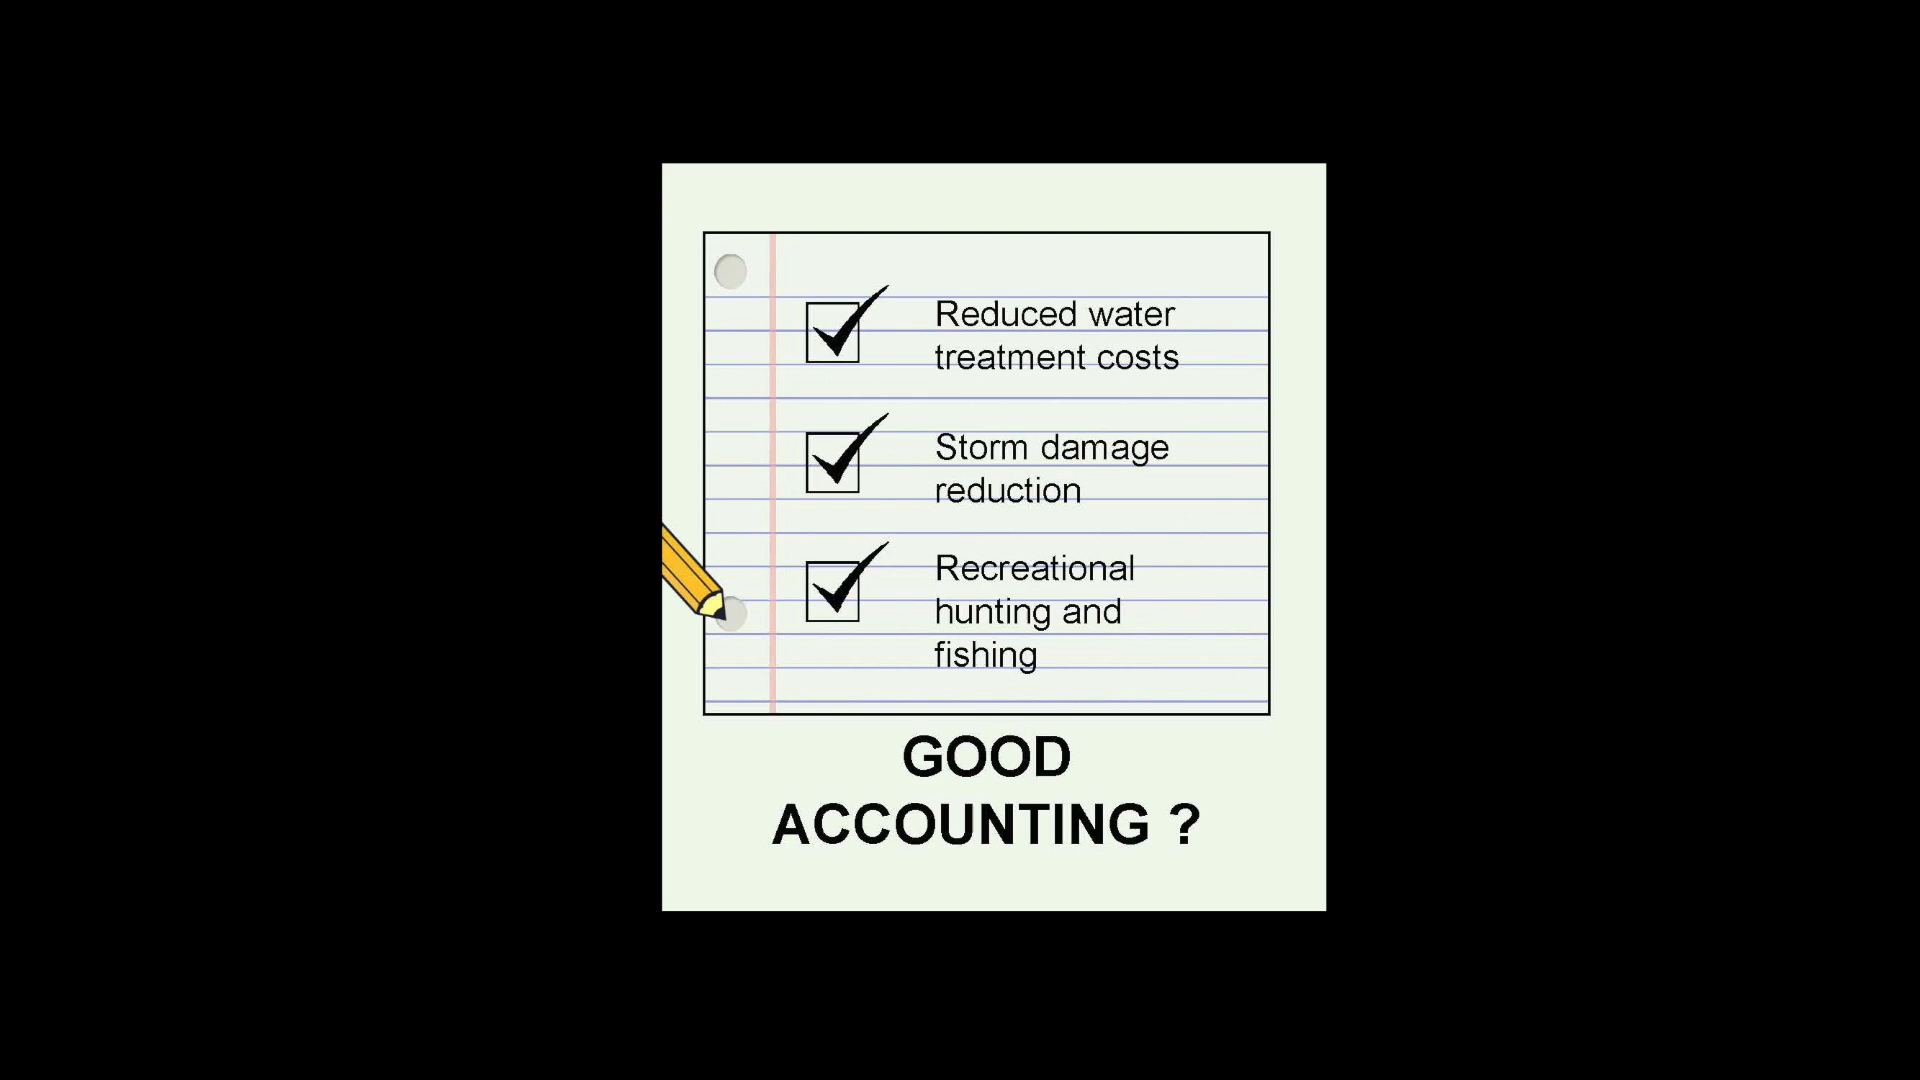 Reduced water
treatment costs
Storm damage
reduction
Recreational
hunting and
fishing
GOOD
ACCOUNTING ?